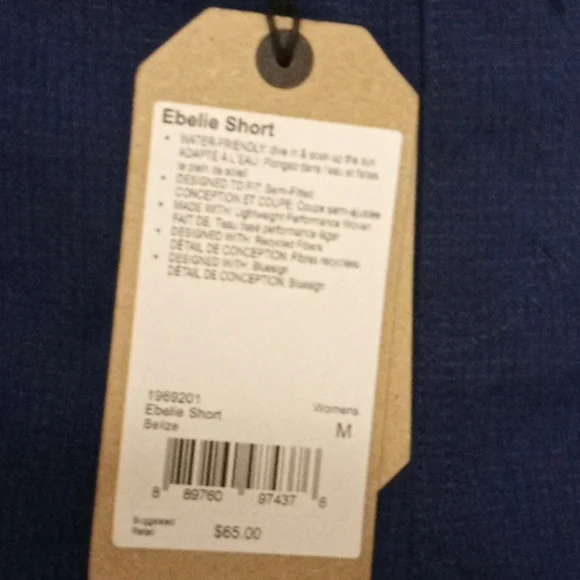 Ebelie Short
• WATER-FRIENDLY: dive in & soak up the sun
ADAPTÉ À L'EAU: Plongez dans l'eau et faites
le plein de soleil
• DESIGNED TO FIT: Semi-Fitted
CONCEPTION ET COUPE: Coupe semi-ajustée
• MADE WITH: Lightweight Performance Woven
FAIT DE: Tissu tissé performance léger
• DESIGNED WITH: Recycled Fibers
DÉTAIL DE CONCEPTION: Fibres recyclées
• DESIGNED WITH: Bluesign
DÉTAIL DE CONCEPTION: Bluesign
1969201
Ebelie Short
Belize
Womens
M
8 89760 97437 6
Suggested
Retail
$65.00